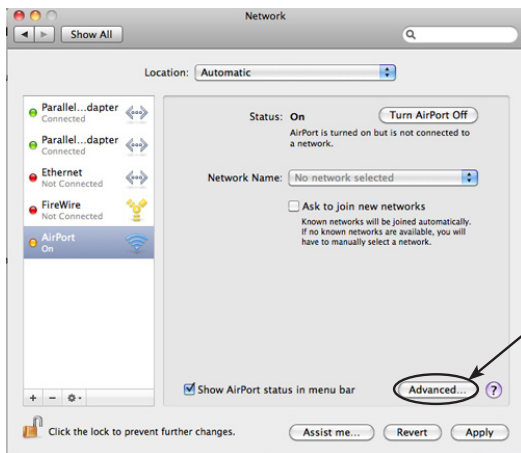 Network
Show All
Location: Automatic
Parallel...dapter
Connected
Parallel...dapter
Connected
Ethernet
Not Connected
FireWire
Not Connected
AirPort
On
Status: On
Turn AirPort Off
AirPort is turned on but is not connected to
a network.
Network Name: No network selected
Ask to join new networks
Known networks will be joined automatically.
If no known networks are available, you will
have to manually select a network.
Show AirPort status in menu bar
Advanced...
?
Click the lock to prevent further changes.
Assist me...
Revert
Apply